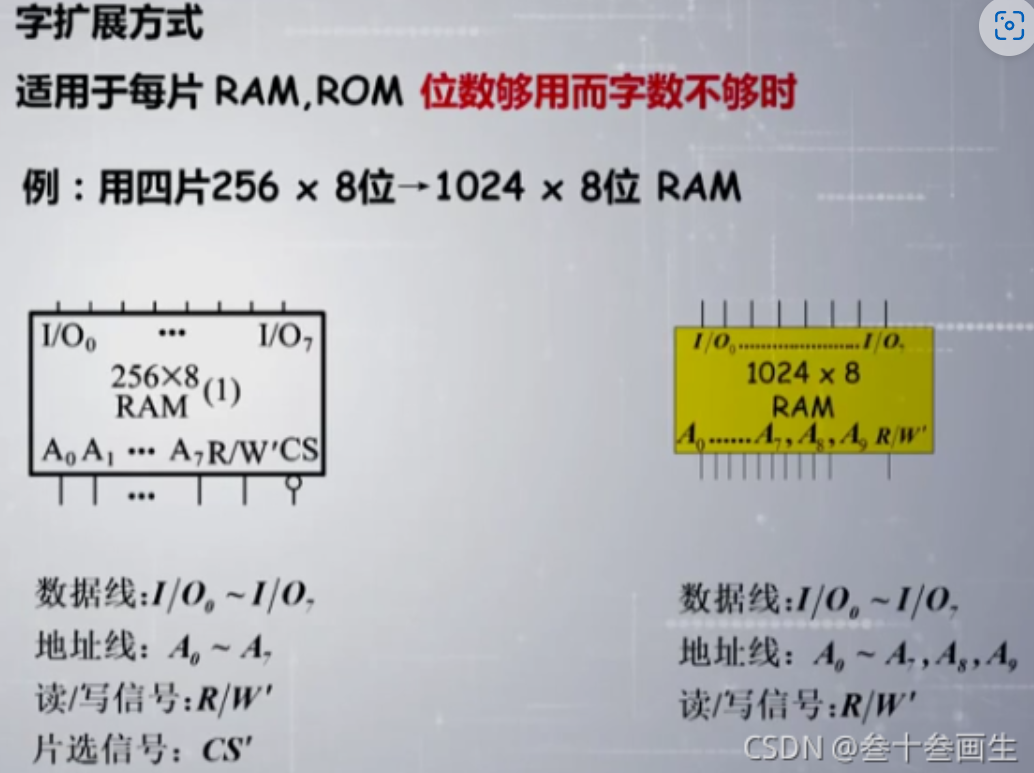 字扩展方式
适用于每片 RAM,ROM 位数够用而字数不够时
例：用四片256 x 8位→1024 x 8位 RAM
I/O₀ ··· I/O₇
256×8 (1)
RAM
A₀ A₁ ··· A₇ R/W′ CS
···
数据线:I/O₀ ~ I/O₇
地址线：A₀ ~ A₇
读/写信号:R/W′
片选信号：CS′
I/O₀......................I/O₇
1024 x 8
RAM
A₀......A₇, A₈, A₉ R/W′
数据线:I/O₀ ~ I/O₇
地址线：A₀ ~ A₇, A₈, A₉
读/写信号:R/W′
CSDN @叁十叁画生